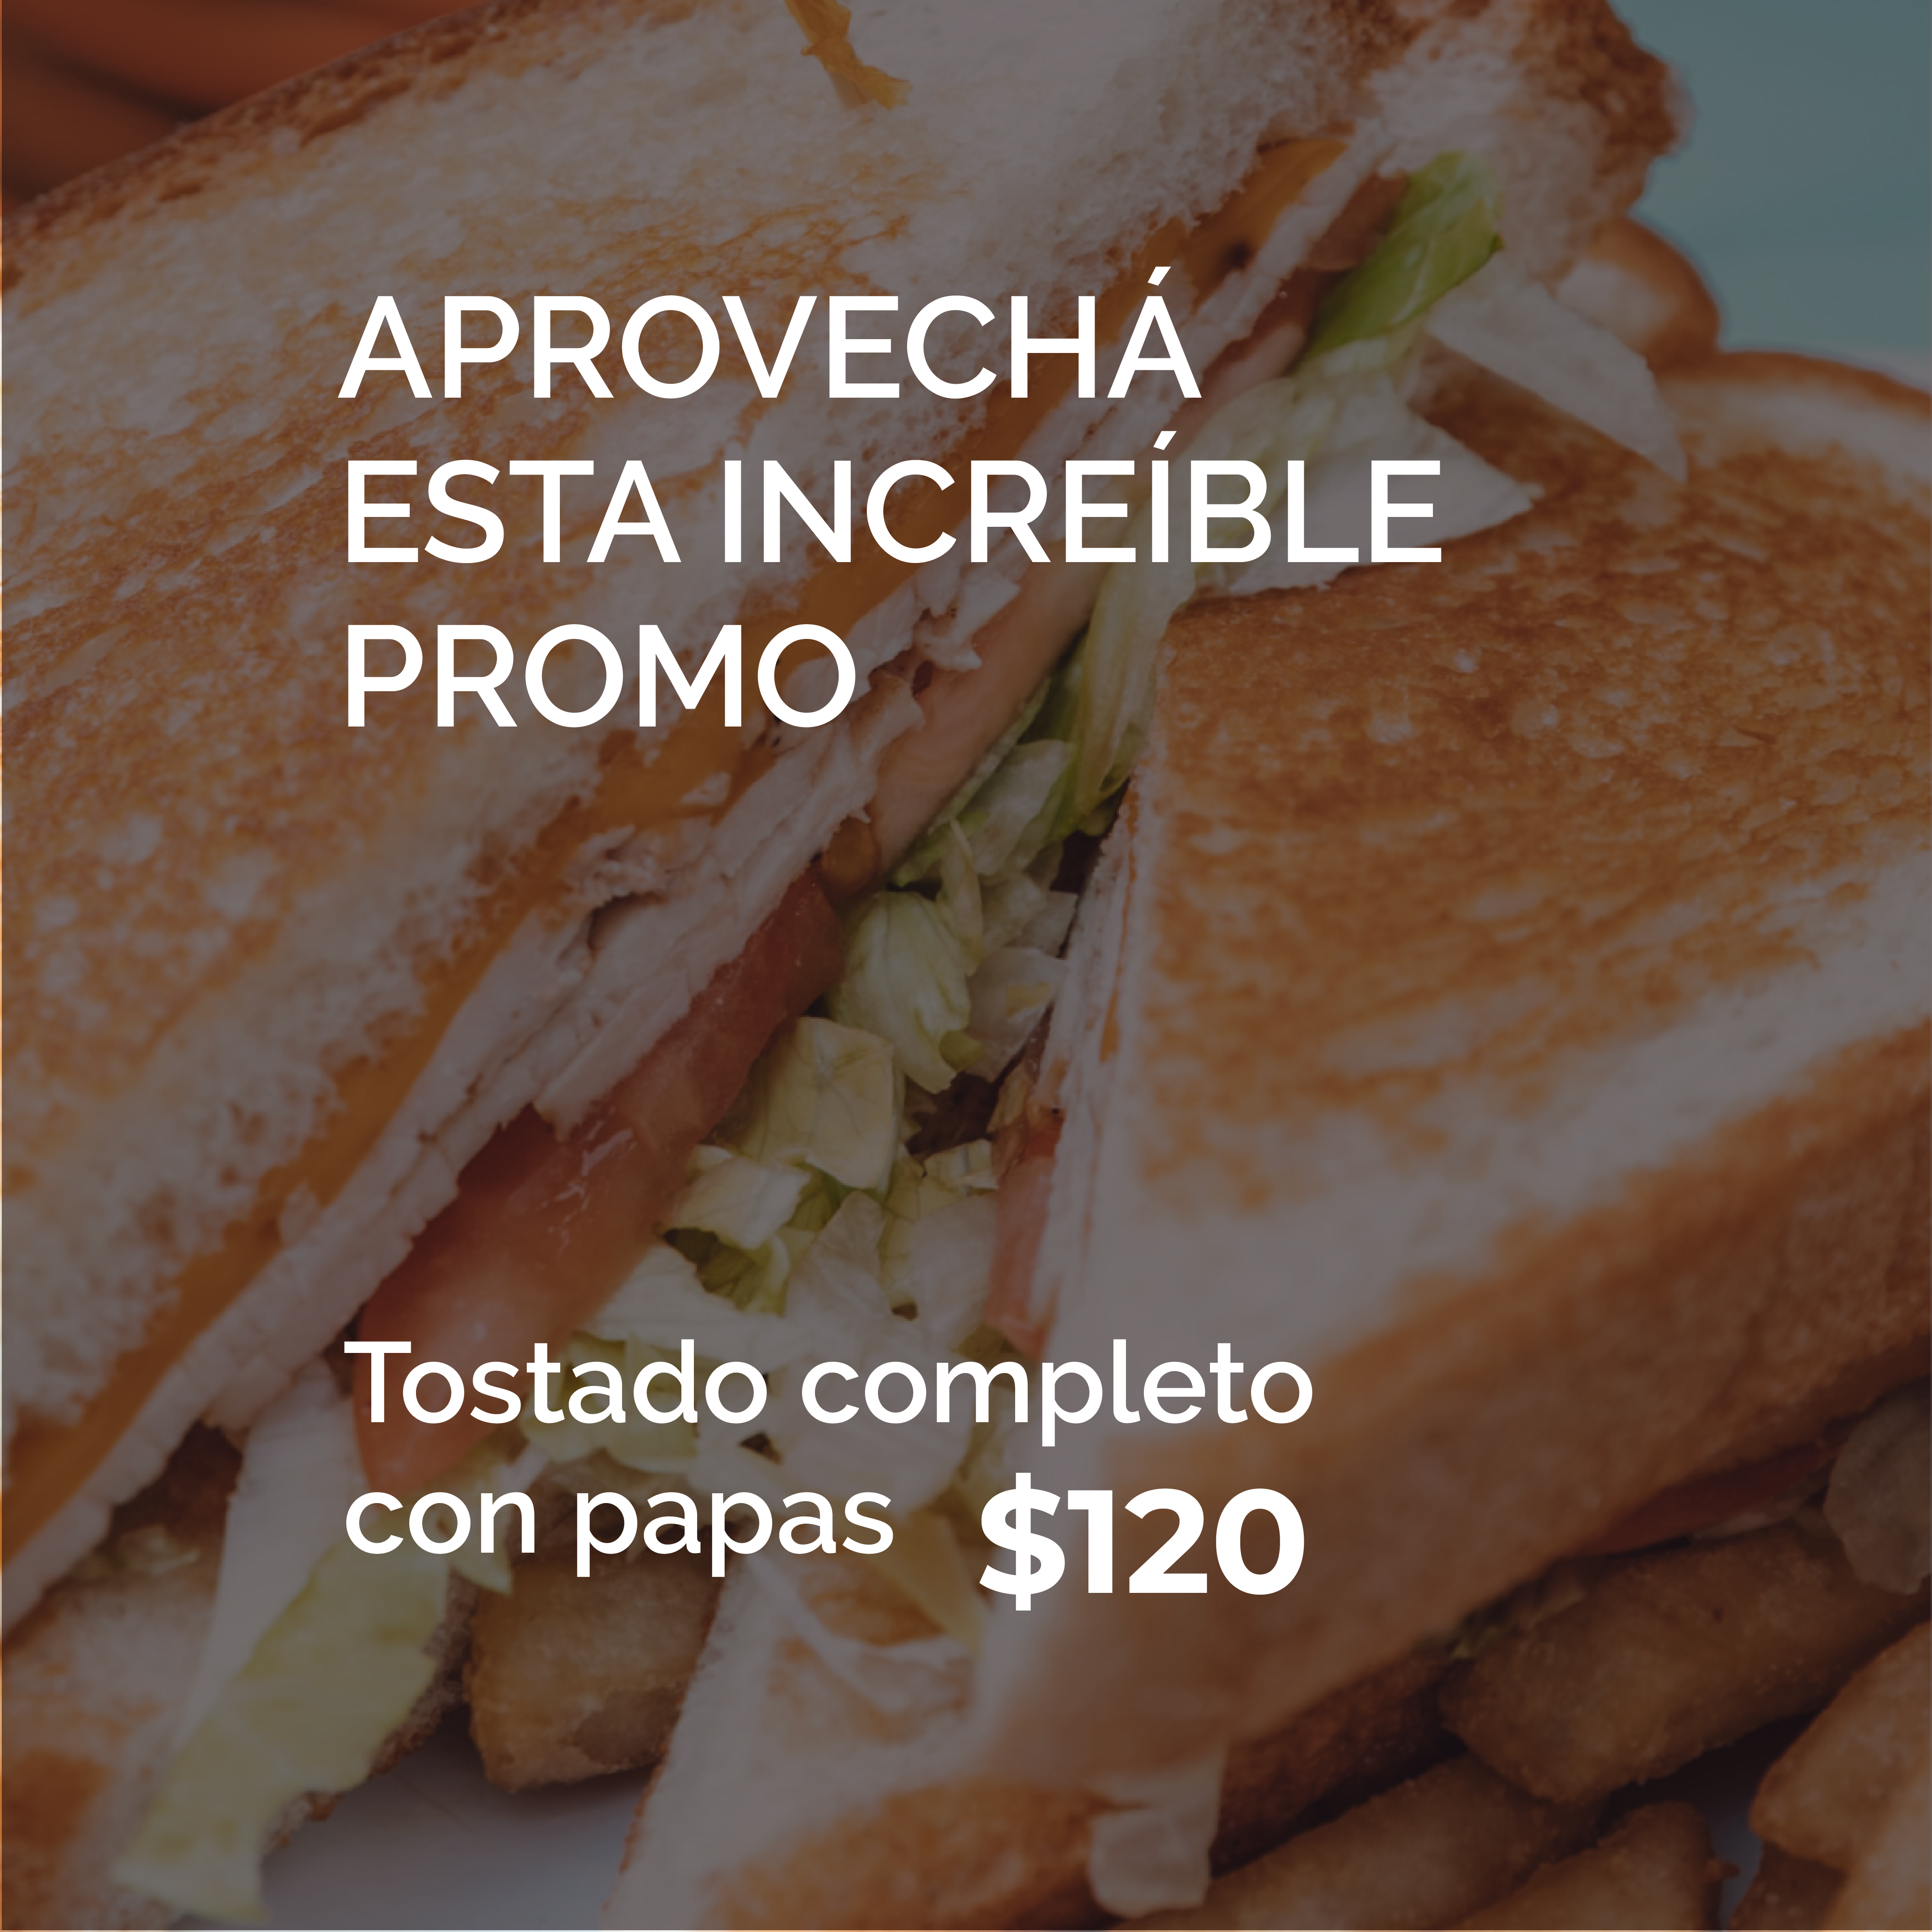 APROVECHÁ
ESTA INCREÍBLE
PROMO
Tostado completo
con papas $120